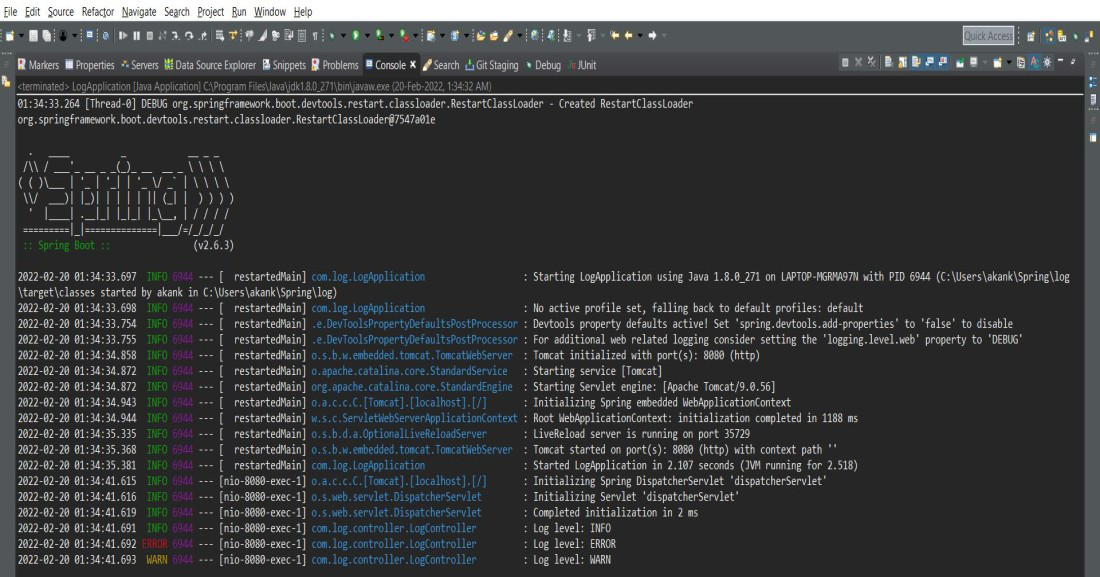 File Edit Source Refactor Navigate Search Project Run Window Help
Quick Access
Markers Properties Servers Data Source Explorer Snippets Problems Console Search Git Staging Debug JUnit
<terminated> LogApplication [Java Application] C:\Program Files\Java\jdk1.8.0_271\bin\javaw.exe (20-Feb-2022, 1:34:32 AM)
01:34:33.264 [Thread-0] DEBUG org.springframework.boot.devtools.restart.classloader.RestartClassLoader - Created RestartClassLoader
org.springframework.boot.devtools.restart.classloader.RestartClassLoader@7547a01e
Spring
:: Spring Boot :: (v2.6.3)
2022-02-20 01:34:33.697 INFO 6944 --- [ restartedMain] com.log.LogApplication : Starting LogApplication using Java 1.8.0_271 on LAPTOP-MGRMA97N with PID 6944 (C:\Users\akank\Spring\log
\target\classes started by akank in C:\Users\akank\Spring\log)
2022-02-20 01:34:33.698 INFO 6944 --- [ restartedMain] com.log.LogApplication : No active profile set, falling back to default profiles: default
2022-02-20 01:34:33.754 INFO 6944 --- [ restartedMain] .e.DevToolsPropertyDefaultsPostProcessor : Devtools property defaults active! Set 'spring.devtools.add-properties' to 'false' to disable
2022-02-20 01:34:33.755 INFO 6944 --- [ restartedMain] .e.DevToolsPropertyDefaultsPostProcessor : For additional web related logging consider setting the 'logging.level.web' property to 'DEBUG'
2022-02-20 01:34:34.858 INFO 6944 --- [ restartedMain] o.s.b.w.embedded.tomcat.TomcatWebServer : Tomcat initialized with port(s): 8080 (http)
2022-02-20 01:34:34.872 INFO 6944 --- [ restartedMain] o.apache.catalina.core.StandardService : Starting service [Tomcat]
2022-02-20 01:34:34.872 INFO 6944 --- [ restartedMain] org.apache.catalina.core.StandardEngine : Starting Servlet engine: [Apache Tomcat/9.0.56]
2022-02-20 01:34:34.943 INFO 6944 --- [ restartedMain] o.a.c.c.C.[Tomcat].[localhost].[/] : Initializing Spring embedded WebApplicationContext
2022-02-20 01:34:34.944 INFO 6944 --- [ restartedMain] w.s.c.ServletWebServerApplicationContext : Root WebApplicationContext: initialization completed in 1188 ms
2022-02-20 01:34:35.335 INFO 6944 --- [ restartedMain] o.s.b.d.a.OptionalLiveReloadServer : LiveReload server is running on port 35729
2022-02-20 01:34:35.368 INFO 6944 --- [ restartedMain] o.s.b.w.embedded.tomcat.TomcatWebServer : Tomcat started on port(s): 8080 (http) with context path ''
2022-02-20 01:34:35.381 INFO 6944 --- [ restartedMain] com.log.LogApplication : Started LogApplication in 2.107 seconds (JVM running for 2.518)
2022-02-20 01:34:41.615 INFO 6944 --- [nio-8080-exec-1] o.a.c.c.C.[Tomcat].[localhost].[/] : Initializing Spring DispatcherServlet 'dispatcherServlet'
2022-02-20 01:34:41.616 INFO 6944 --- [nio-8080-exec-1] o.s.web.servlet.DispatcherServlet : Initializing Servlet 'dispatcherServlet'
2022-02-20 01:34:41.619 INFO 6944 --- [nio-8080-exec-1] o.s.web.servlet.DispatcherServlet : Completed initialization in 2 ms
2022-02-20 01:34:41.691 INFO 6944 --- [nio-8080-exec-1] com.log.controller.LogController : Log level: INFO
2022-02-20 01:34:41.692 ERROR 6944 --- [nio-8080-exec-1] com.log.controller.LogController : Log level: ERROR
2022-02-20 01:34:41.693 WARN 6944 --- [nio-8080-exec-1] com.log.controller.LogController : Log level: WARN